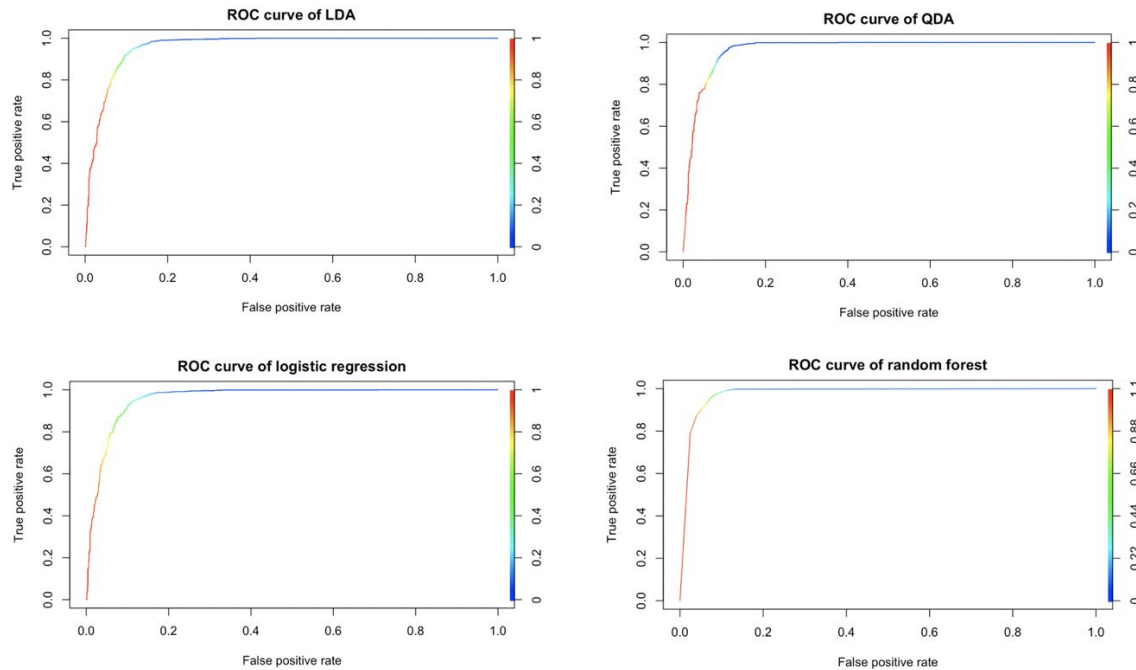 ROC curve of LDA
True positive rate
0.0 0.2 0.4 0.6 0.8 1.0
0 0.2 0.4 0.6 0.8 1
0.0 0.2 0.4 0.6 0.8 1.0
False positive rate
ROC curve of QDA
True positive rate
0.0 0.2 0.4 0.6 0.8 1.0
0 0.2 0.4 0.6 0.8 1
0.0 0.2 0.4 0.6 0.8 1.0
False positive rate
ROC curve of logistic regression
True positive rate
0.0 0.2 0.4 0.6 0.8 1.0
0 0.2 0.4 0.6 0.8 1
0.0 0.2 0.4 0.6 0.8 1.0
False positive rate
ROC curve of random forest
True positive rate
0.0 0.2 0.4 0.6 0.8 1.0
0 0.22 0.44 0.66 0.88 1.1
0.0 0.2 0.4 0.6 0.8 1.0
False positive rate